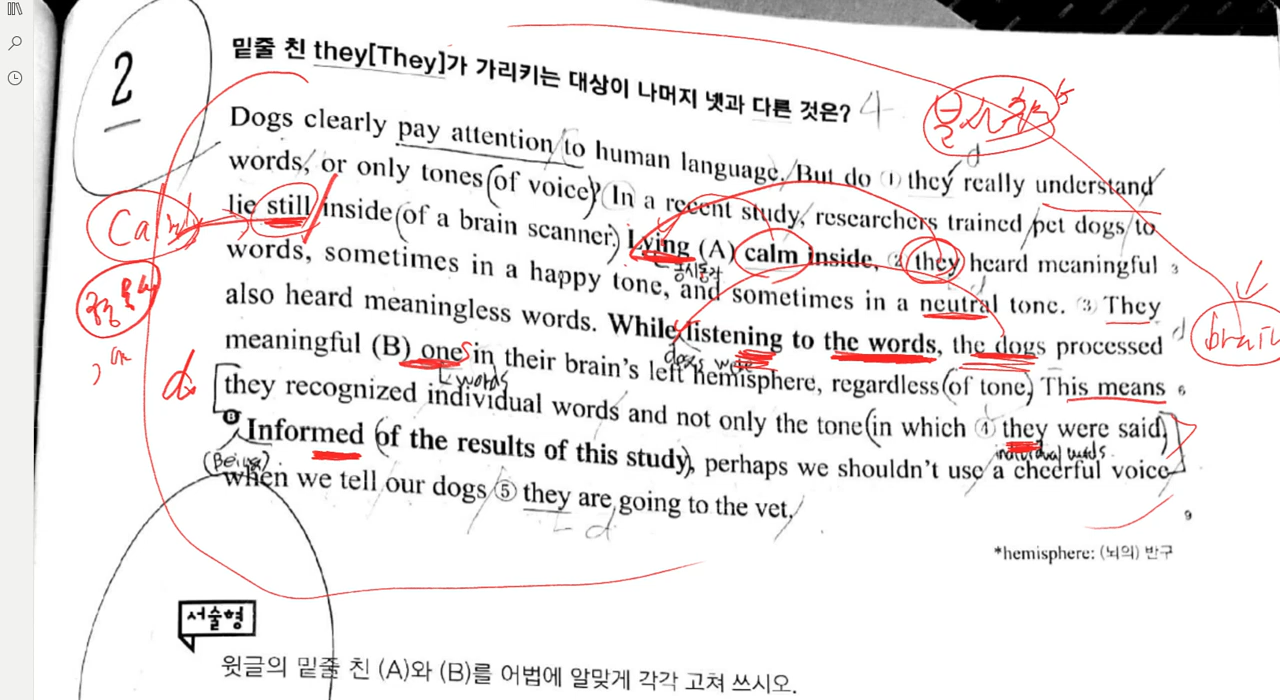 2
밑줄 친 they[They]가 가리키는 대상이 나머지 넷과 다른 것은? 4
Dogs clearly pay attention to human language. But do ① they really understand
words, or only tones of voice? In a recent study, researchers trained pet dogs to
lie still inside of a brain scanner. Lying (A) calm inside, ② they heard meaningful 3
words, sometimes in a happy tone, and sometimes in a neutral tone. ③ They
also heard meaningless words. While listening to the words, the dogs processed
meaningful (B) ones in their brain's left hemisphere, regardless of tone. This means 6
they recognized individual words and not only the tone in which ④ they were said.
Informed of the results of this study, perhaps we shouldn't use a cheerful voice
when we tell our dogs ⑤ they are going to the vet. 9
*hemisphere: (뇌의) 반구
서술형
윗글의 밑줄 친 (A)와 (B)를 어법에 알맞게 각각 고쳐 쓰시오.
d
d
d
d
d
words
individual words
(Being)
brain